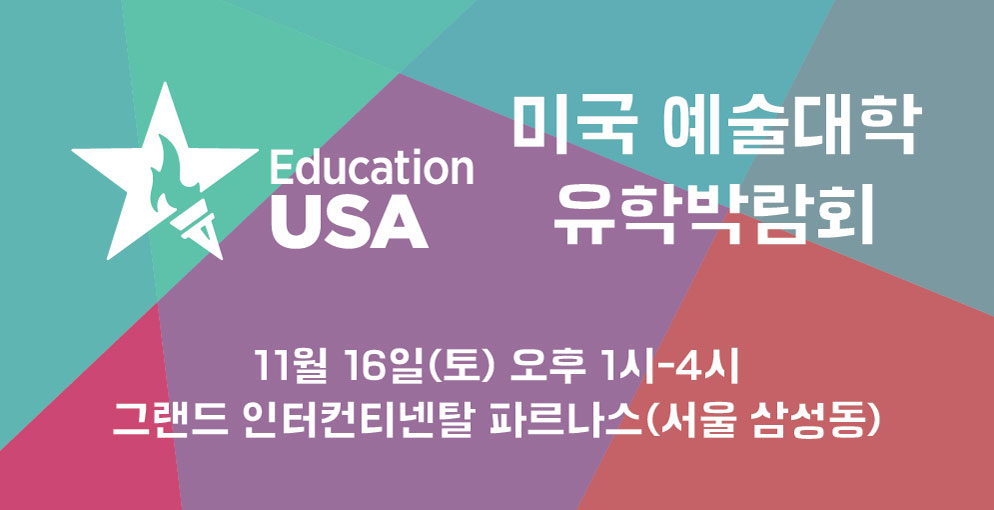 Education
USA
미국 예술대학
유학박람회
11월 16일(토) 오후 1시-4시
그랜드 인터컨티넨탈 파르나스(서울 삼성동)